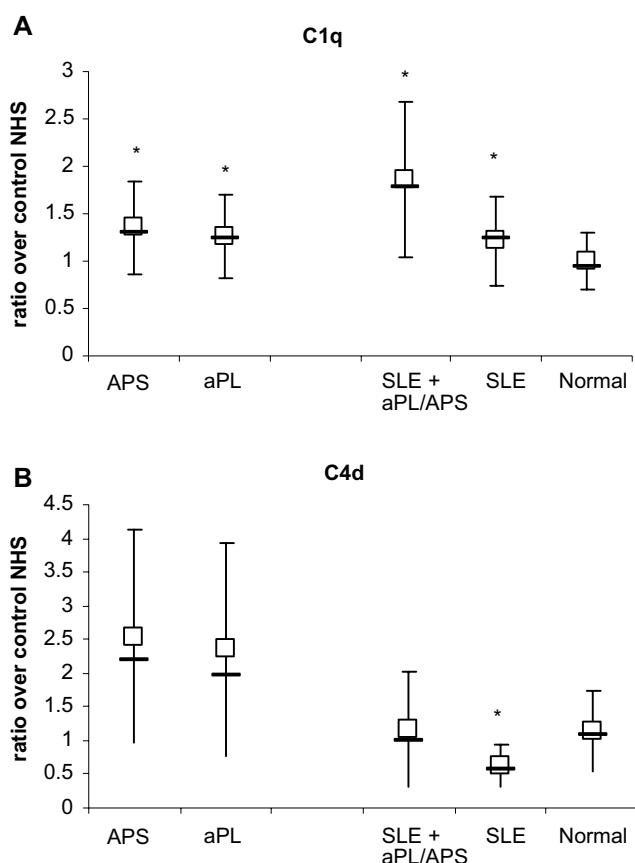 A
C1q
ratio over control NHS
3
2.5
2
1.5
1
0.5
0
* * * *
APS aPL SLE + aPL/APS SLE Normal
B
C4d
ratio over control NHS
4.5
4
3.5
3
2.5
2
1.5
1
0.5
0
*
APS aPL SLE + aPL/APS SLE Normal